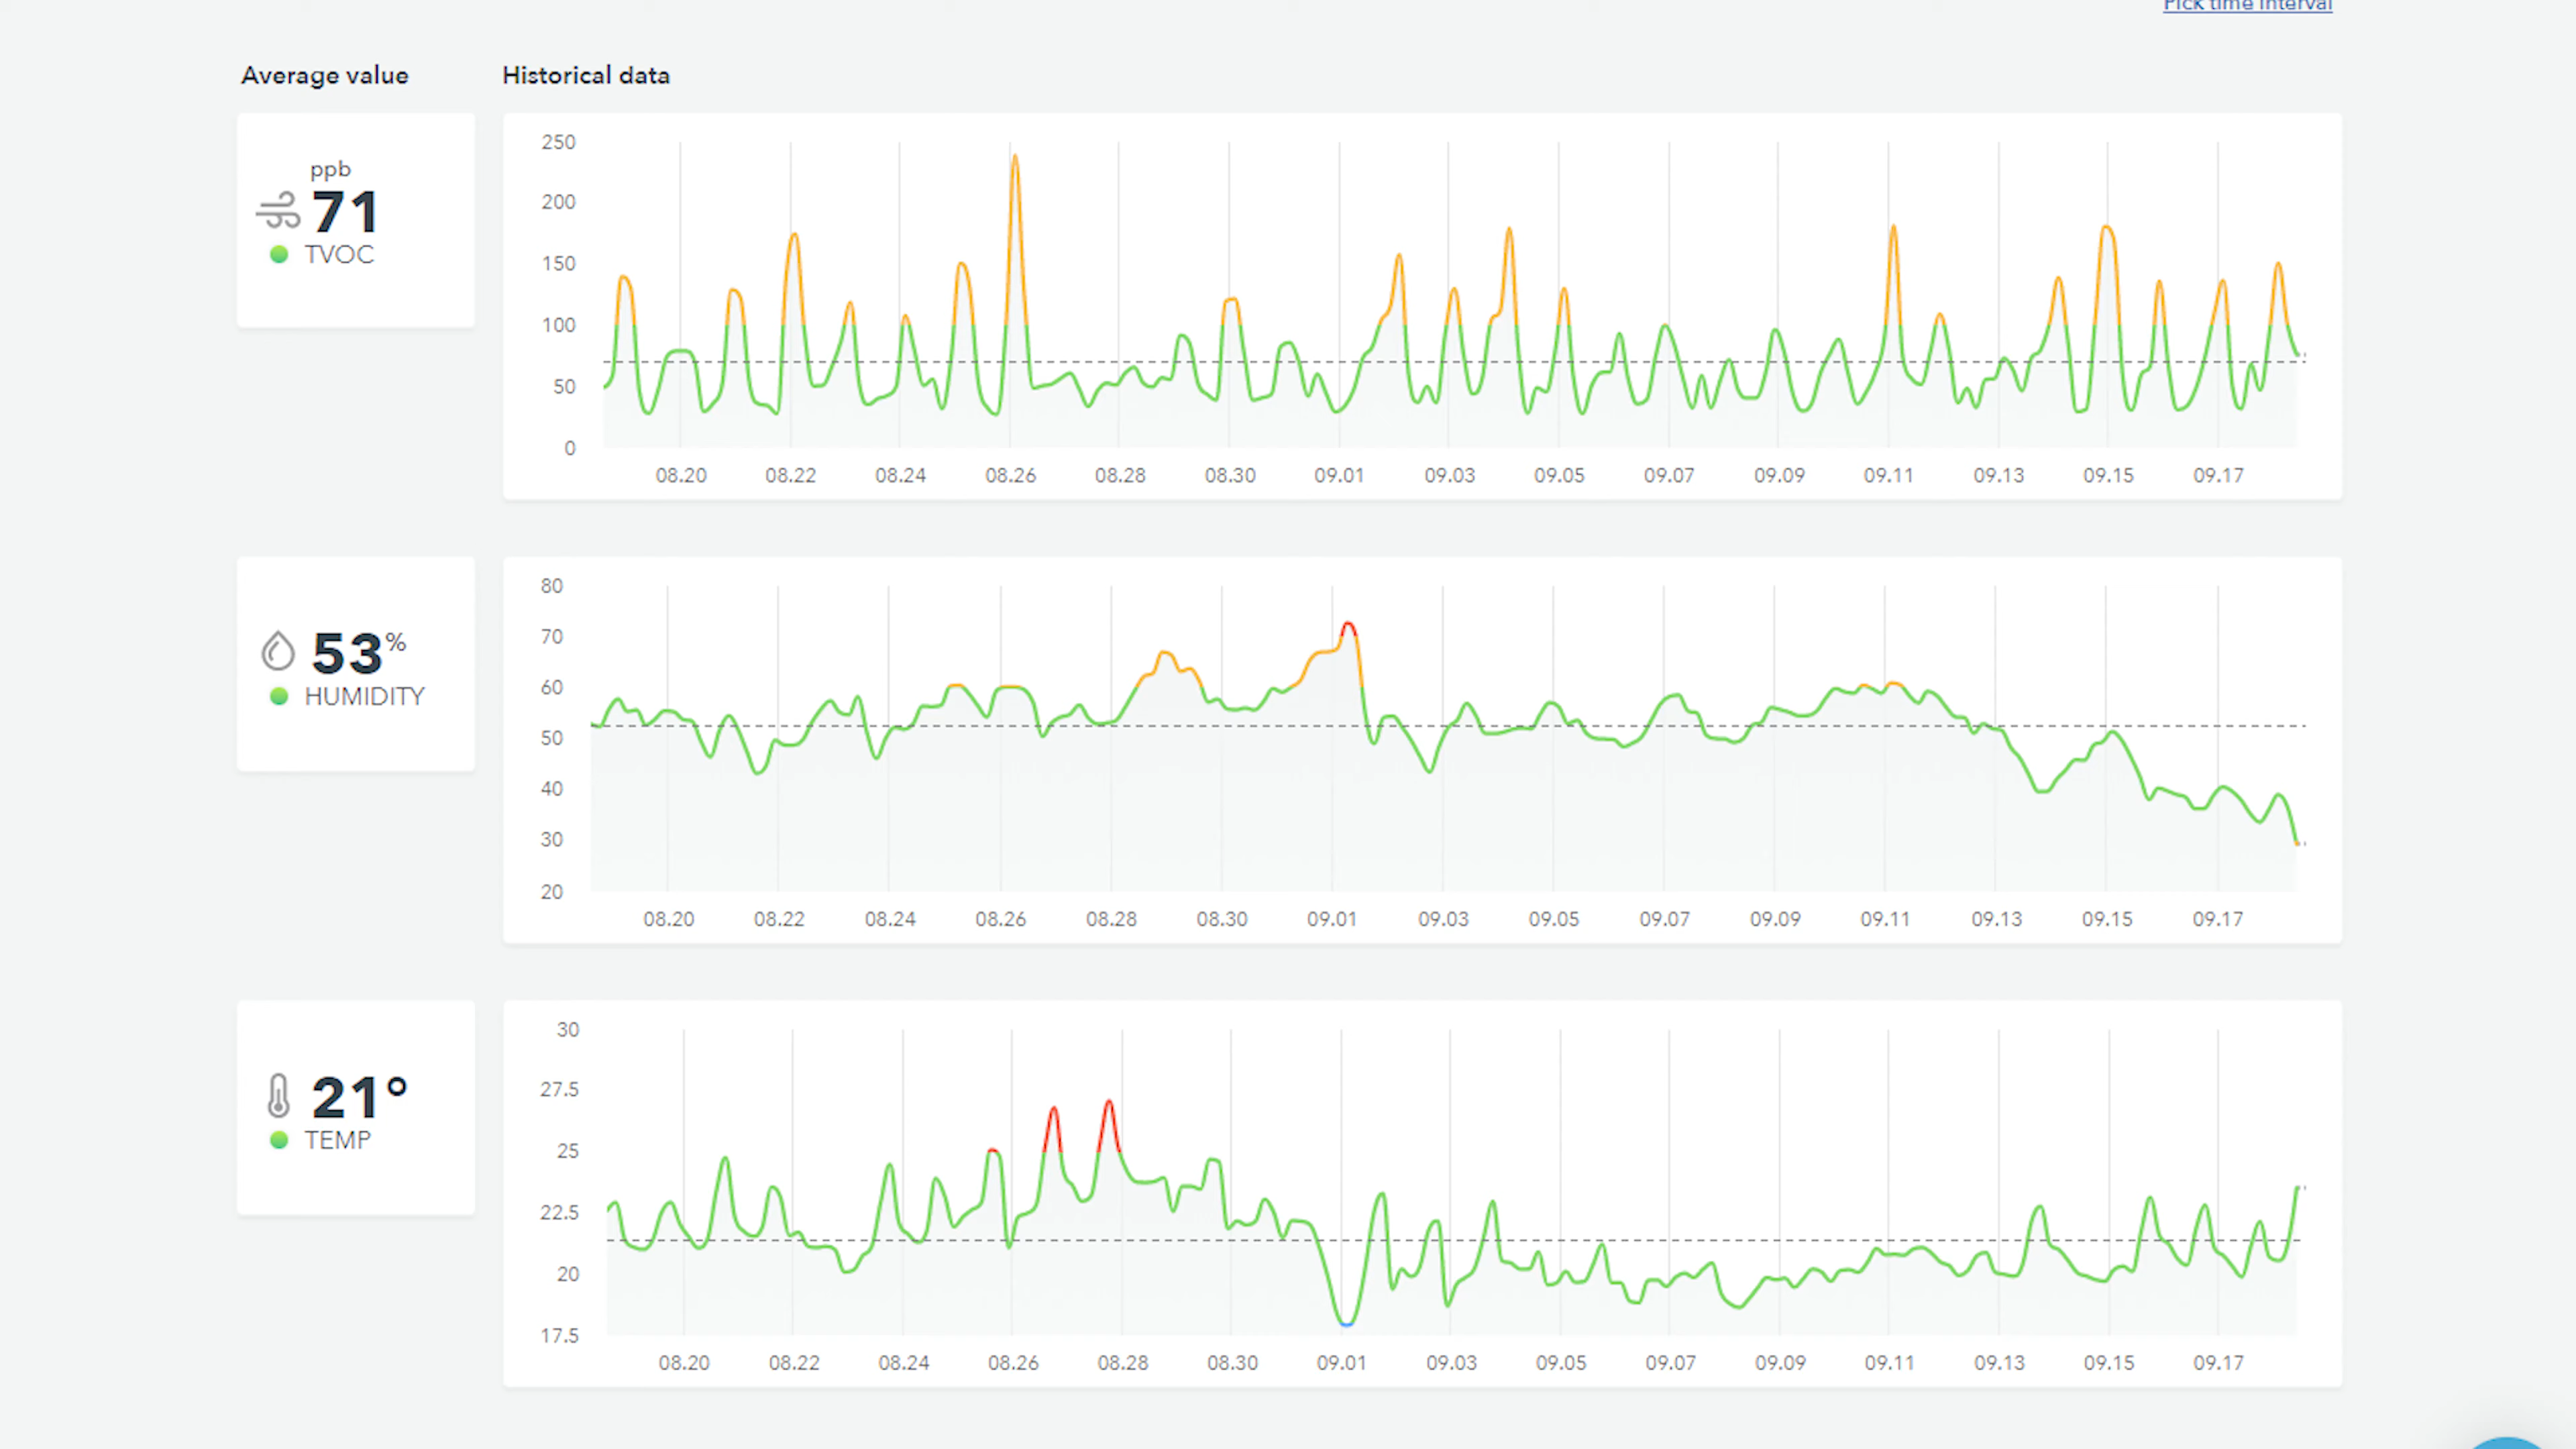 Pick time interval
Average value
Historical data
ppb
71
TVOC
250
200
150
100
50
0
08.20 08.22 08.24 08.26 08.28 08.30 09.01 09.03 09.05 09.07 09.09 09.11 09.13 09.15 09.17
53%
HUMIDITY
80
70
60
50
40
30
20
08.20 08.22 08.24 08.26 08.28 08.30 09.01 09.03 09.05 09.07 09.09 09.11 09.13 09.15 09.17
21°
TEMP
30
27.5
25
22.5
20
17.5
08.20 08.22 08.24 08.26 08.28 08.30 09.01 09.03 09.05 09.07 09.09 09.11 09.13 09.15 09.17